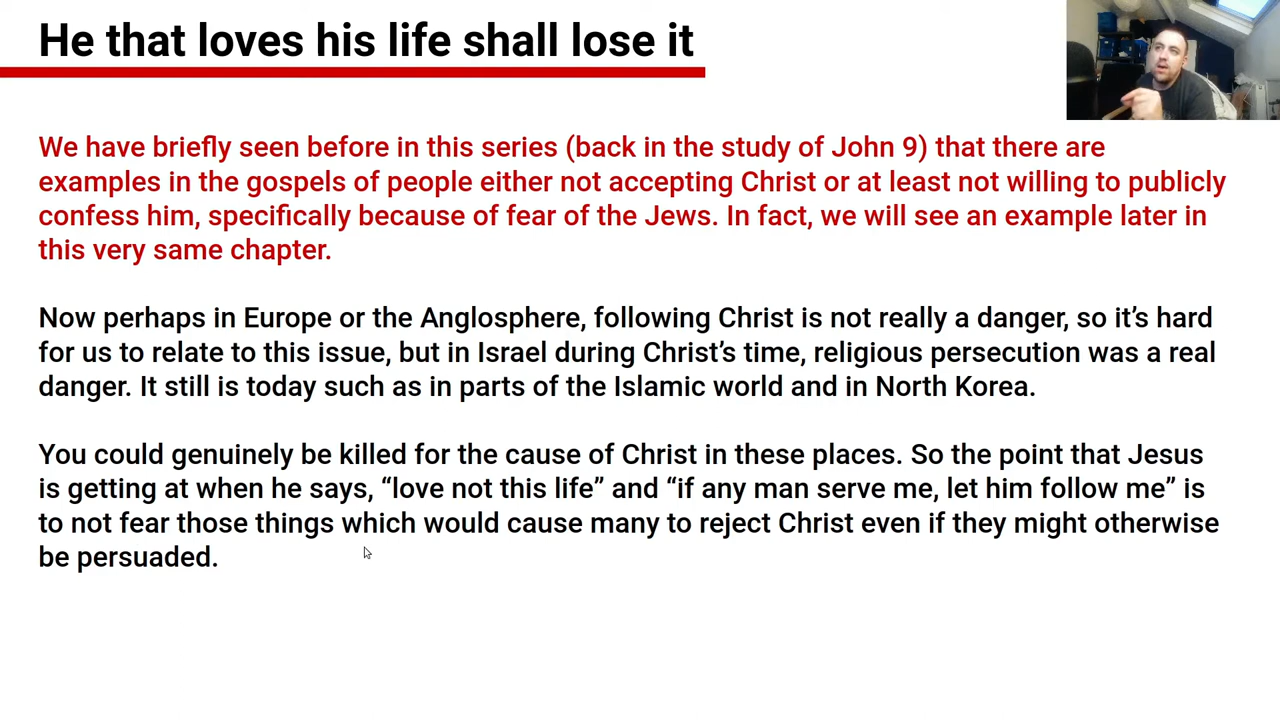 He that loves his life shall lose it
We have briefly seen before in this series (back in the study of John 9) that there are
examples in the gospels of people either not accepting Christ or at least not willing to publicly
confess him, specifically because of fear of the Jews. In fact, we will see an example later in
this very same chapter.
Now perhaps in Europe or the Anglosphere, following Christ is not really a danger, so it’s hard
for us to relate to this issue, but in Israel during Christ’s time, religious persecution was a real
danger. It still is today such as in parts of the Islamic world and in North Korea.
You could genuinely be killed for the cause of Christ in these places. So the point that Jesus
is getting at when he says, “love not this life” and “if any man serve me, let him follow me” is
to not fear those things which would cause many to reject Christ even if they might otherwise
be persuaded.